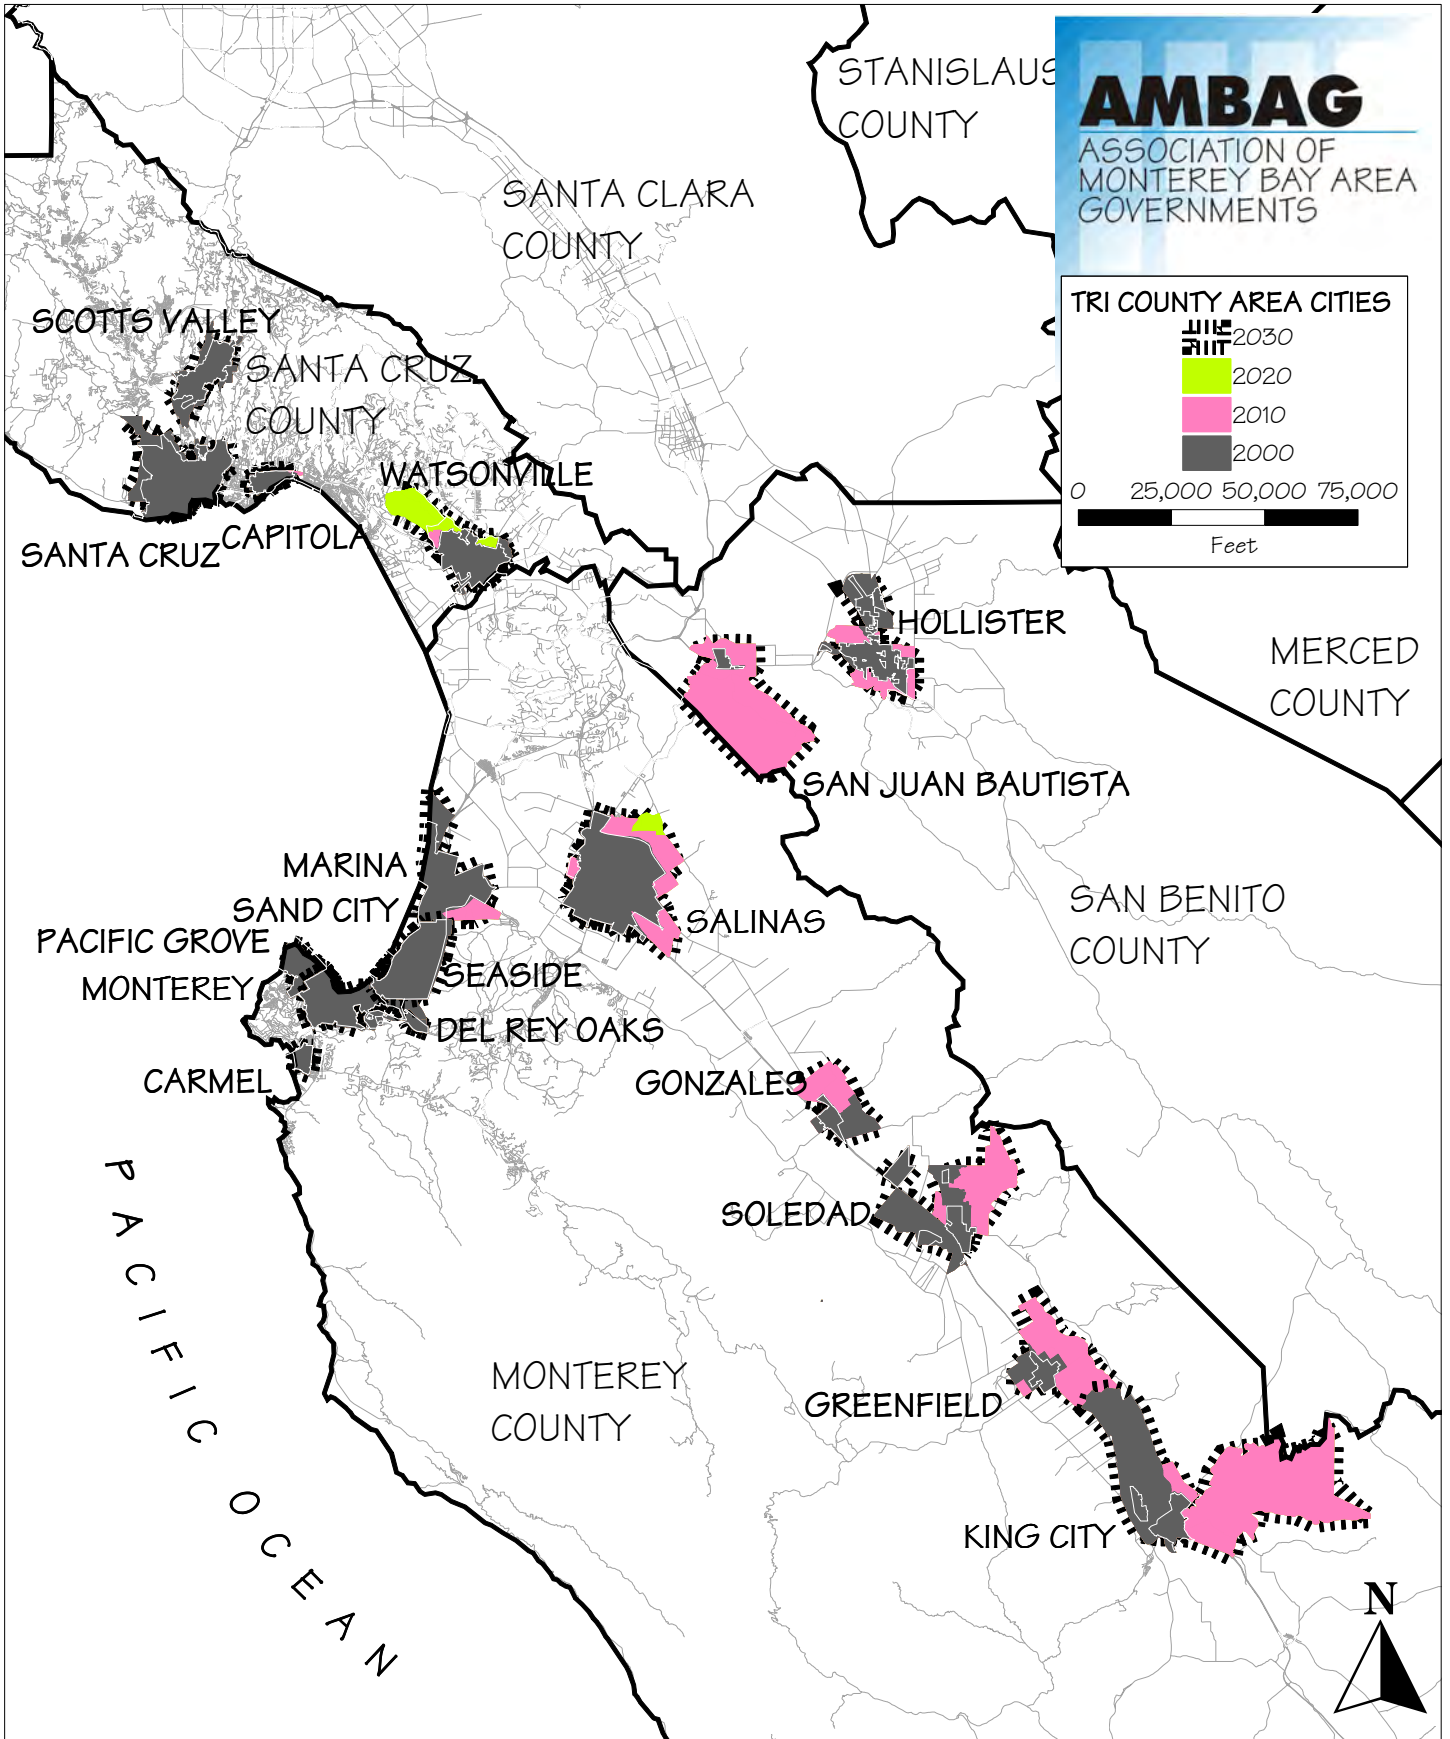 STANISLAUS
COUNTY
AMBAG
ASSOCIATION OF
MONTEREY BAY AREA
GOVERNMENTS
SANTA CLARA
COUNTY
TRI COUNTY AREA CITIES
2030
2020
2010
2000
0 25,000 50,000 75,000
Feet
SCOTTS VALLEY
SANTA CRUZ
COUNTY
WATSONVILLE
SANTA CRUZ
CAPITOLA
HOLLISTER
MERCED
COUNTY
SAN JUAN BAUTISTA
MARINA
SAND CITY
SALINAS
SAN BENITO
COUNTY
PACIFIC GROVE
MONTEREY
SEASIDE
DEL REY OAKS
CARMEL
GONZALES
SOLEDAD
PACIFIC OCEAN
MONTEREY
COUNTY
GREENFIELD
KING CITY
N